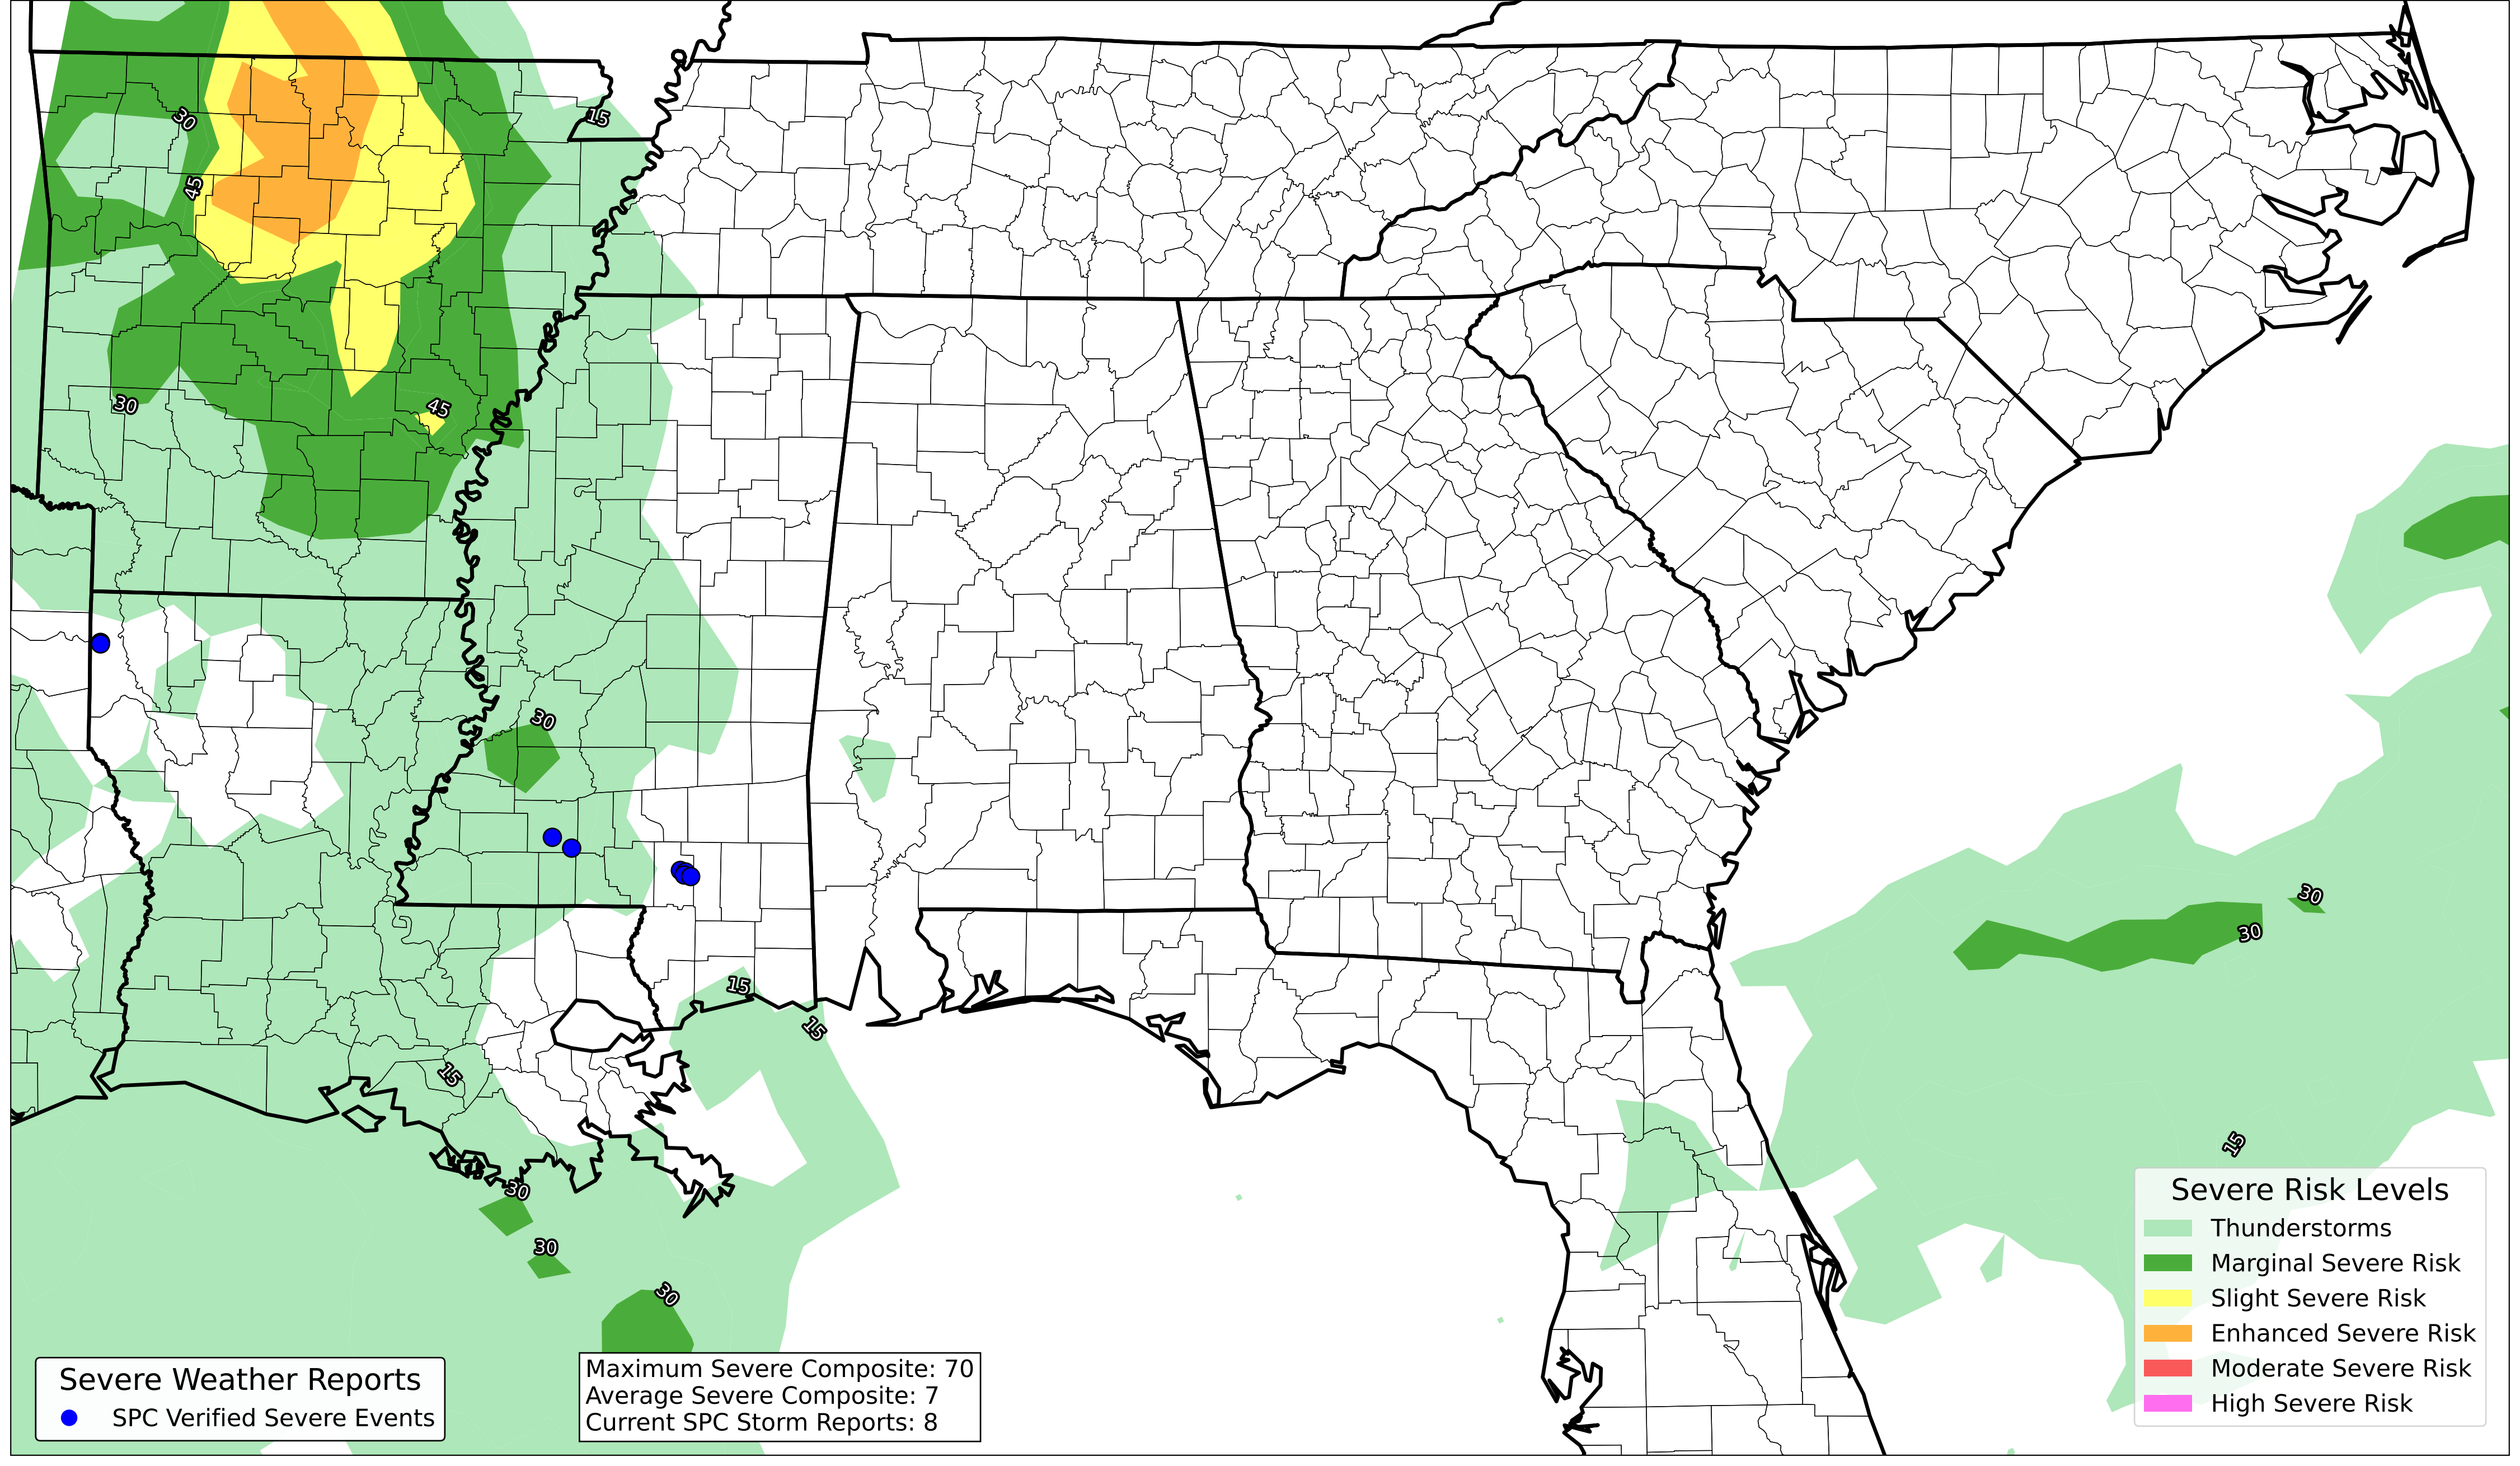 30
15
45
30
45
30
15
15
15
30
30
30
30
30
15
Severe Weather Reports
SPC Verified Severe Events
Maximum Severe Composite: 70
Average Severe Composite: 7
Current SPC Storm Reports: 8
Severe Risk Levels
Thunderstorms
Marginal Severe Risk
Slight Severe Risk
Enhanced Severe Risk
Moderate Severe Risk
High Severe Risk